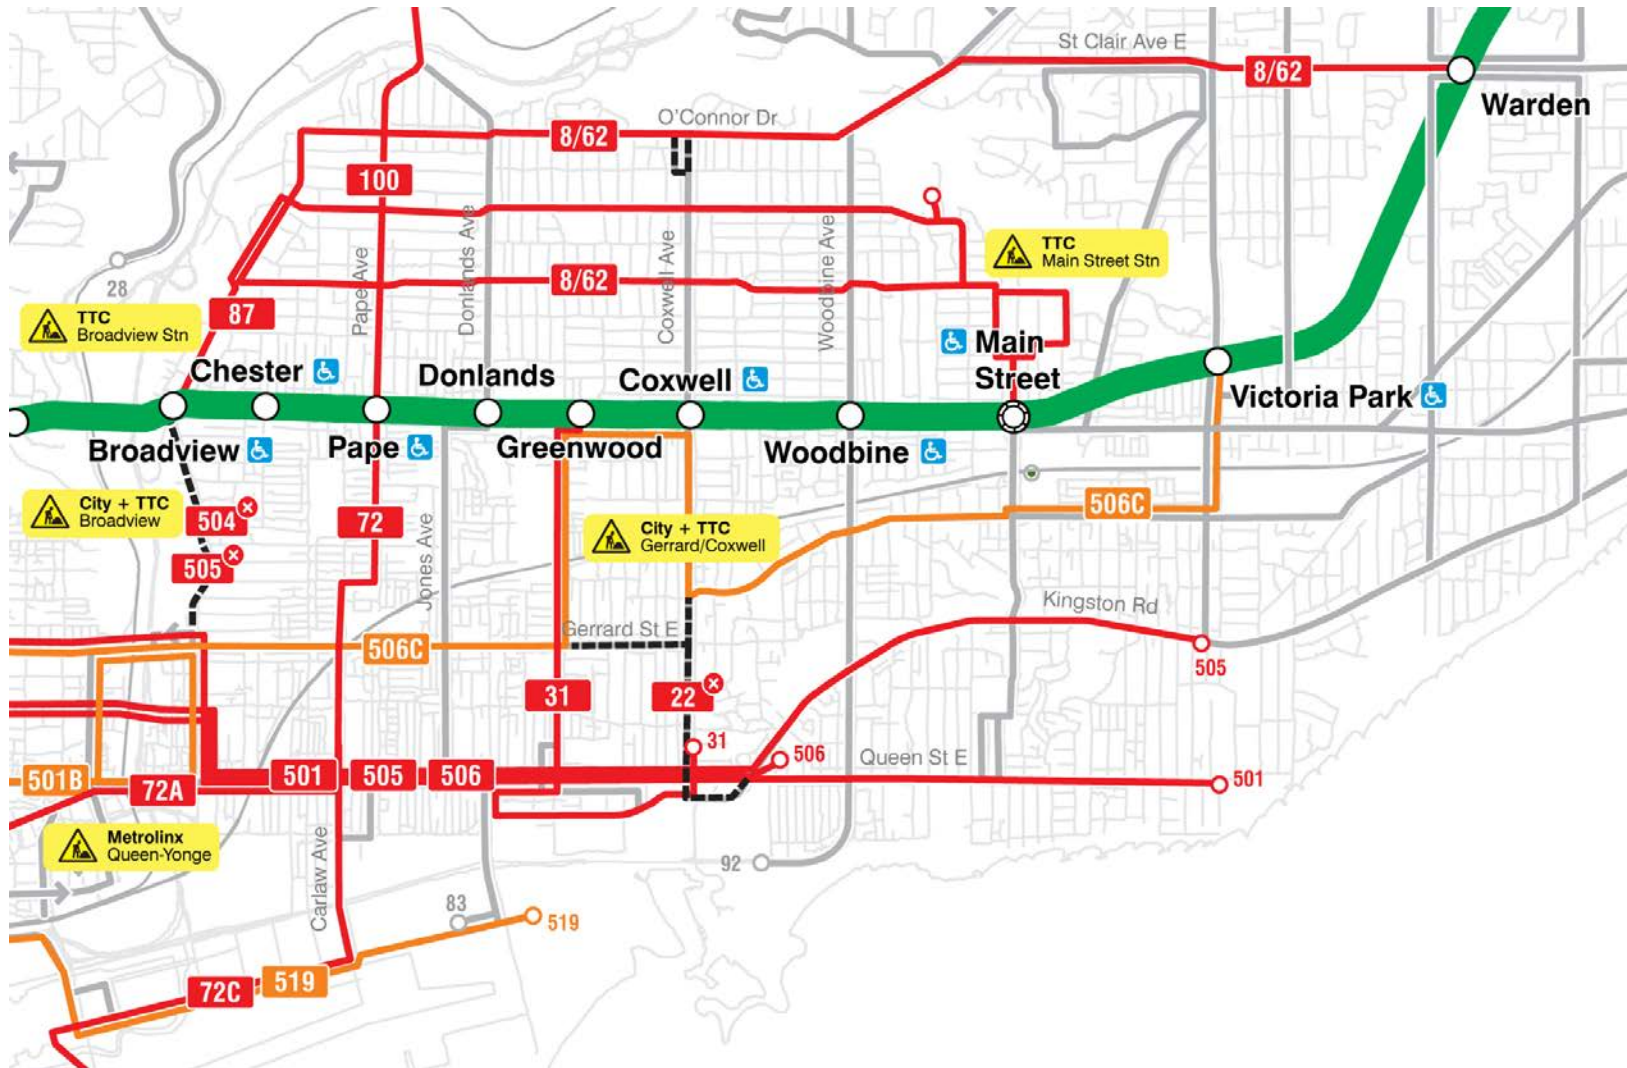 St Clair Ave E
8/62
Warden
O'Connor Dr
8/62
100
Donlands Ave
Coxwell Ave
Woodbine Ave
Pape Ave
TTC
Main Street Stn
28
8/62
87
TTC
Broadview Stn
Main
Street
Chester
Donlands
Coxwell
Victoria Park
Broadview
Pape
Greenwood
Woodbine
City + TTC
Broadview
504
505
72
Jones Ave
City + TTC
Gerrard/Coxwell
506C
Kingston Rd
505
Gerrard St E
506C
31
22
31
506
Queen St E
501
501B
72A
501
505
506
Metrolinx
Queen-Yonge
Carlaw Ave
92
83
519
519
72C